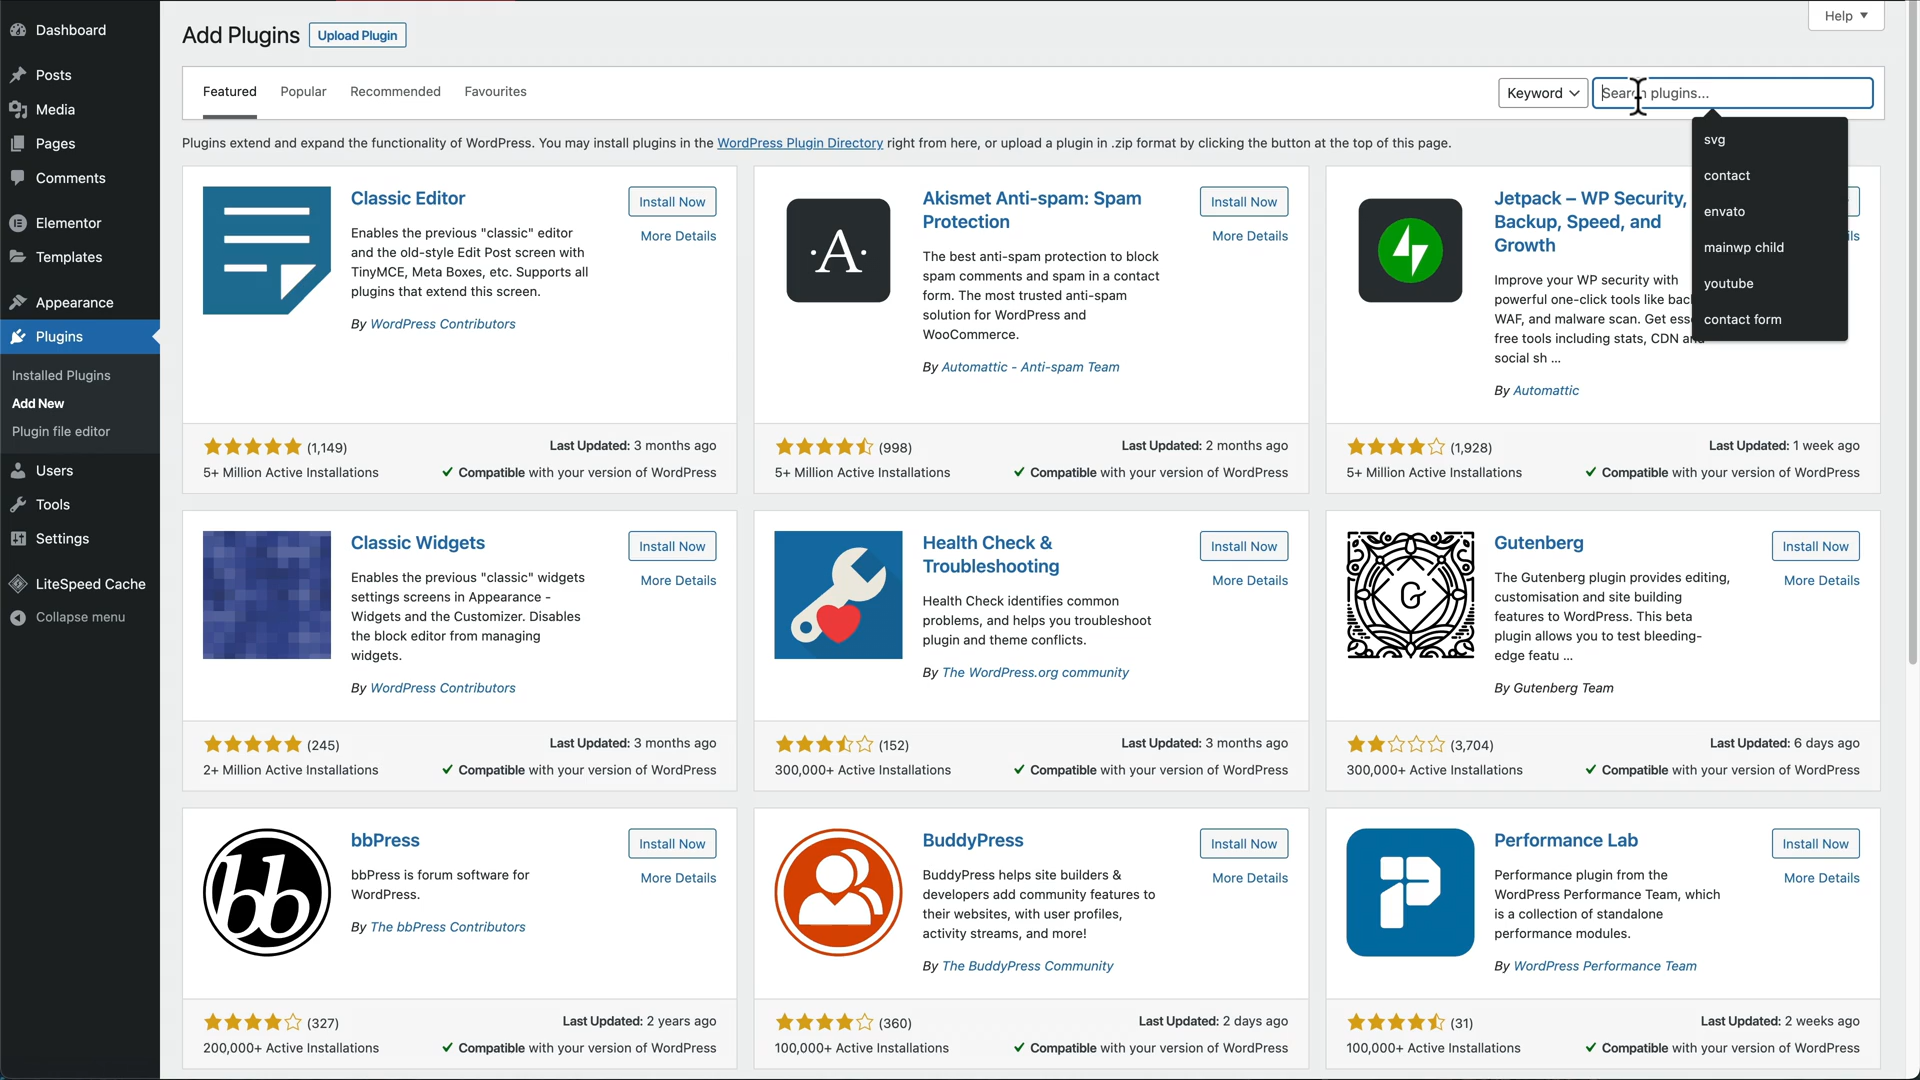 Dashboard
Posts
Media
Pages
Comments
Elementor
Templates
Appearance
Plugins
Installed Plugins
Add New
Plugin file editor
Users
Tools
Settings
LiteSpeed Cache
Collapse menu
Help
Add Plugins
Upload Plugin
Featured
Popular
Recommended
Favourites
Keyword
Search plugins...
svg
contact
envato
mainwp child
youtube
contact form
Plugins extend and expand the functionality of WordPress. You may install plugins in the WordPress Plugin Directory right from here, or upload a plugin in .zip format by clicking the button at the top of this page.
Classic Editor
Install Now
More Details
Enables the previous "classic" editor
and the old-style Edit Post screen with
TinyMCE, Meta Boxes, etc. Supports all
plugins that extend this screen.
By WordPress Contributors
(1,149)
Last Updated: 3 months ago
5+ Million Active Installations
Compatible with your version of WordPress
·A·
Akismet Anti-spam: Spam
Protection
Install Now
More Details
The best anti-spam protection to block
spam comments and spam in a contact
form. The most trusted anti-spam
solution for WordPress and
WooCommerce.
By Automattic - Anti-spam Team
(998)
Last Updated: 2 months ago
5+ Million Active Installations
Compatible with your version of WordPress
Jetpack – WP Security,
Backup, Speed, and
Growth
ils
Improve your WP security with
powerful one-click tools like bac
WAF, and malware scan. Get ess
free tools including stats, CDN an
social sh ...
By Automattic
(1,928)
Last Updated: 1 week ago
5+ Million Active Installations
Compatible with your version of WordPress
Classic Widgets
Install Now
More Details
Enables the previous "classic" widgets
settings screens in Appearance -
Widgets and the Customizer. Disables
the block editor from managing
widgets.
By WordPress Contributors
(245)
Last Updated: 3 months ago
2+ Million Active Installations
Compatible with your version of WordPress
Health Check &
Troubleshooting
Install Now
More Details
Health Check identifies common
problems, and helps you troubleshoot
plugin and theme conflicts.
By The WordPress.org community
(152)
Last Updated: 3 months ago
300,000+ Active Installations
Compatible with your version of WordPress
G
Gutenberg
Install Now
More Details
The Gutenberg plugin provides editing,
customisation and site building
features to WordPress. This beta
plugin allows you to test bleeding-
edge featu ...
By Gutenberg Team
(3,704)
Last Updated: 6 days ago
300,000+ Active Installations
Compatible with your version of WordPress
bb
bbPress
Install Now
More Details
bbPress is forum software for
WordPress.
By The bbPress Contributors
(327)
Last Updated: 2 years ago
200,000+ Active Installations
Compatible with your version of WordPress
BuddyPress
Install Now
More Details
BuddyPress helps site builders &
developers add community features to
their websites, with user profiles,
activity streams, and more!
By The BuddyPress Community
(360)
Last Updated: 2 days ago
100,000+ Active Installations
Compatible with your version of WordPress
Performance Lab
Install Now
More Details
Performance plugin from the
WordPress Performance Team, which
is a collection of standalone
performance modules.
By WordPress Performance Team
(31)
Last Updated: 2 weeks ago
100,000+ Active Installations
Compatible with your version of WordPress